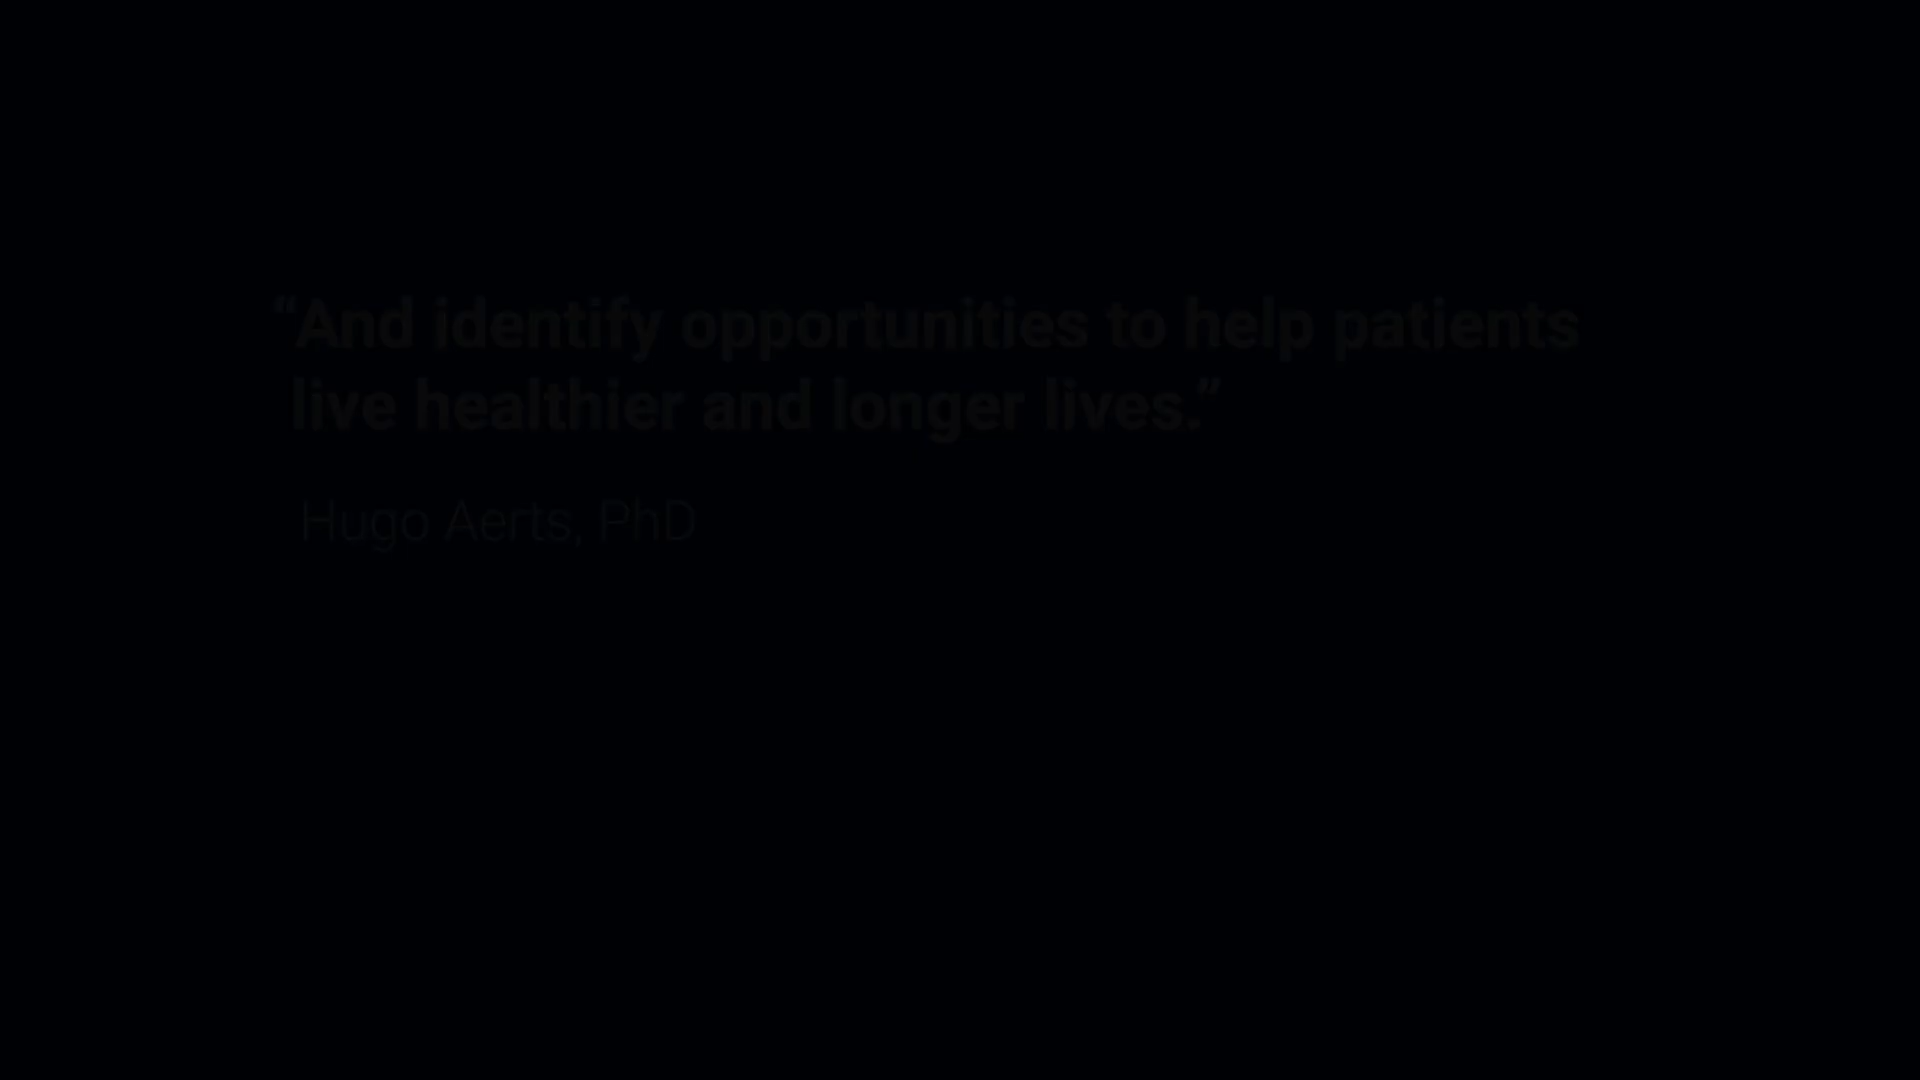 “And identify opportunities to help patients
live healthier and longer lives.”
Hugo Aerts, PhD